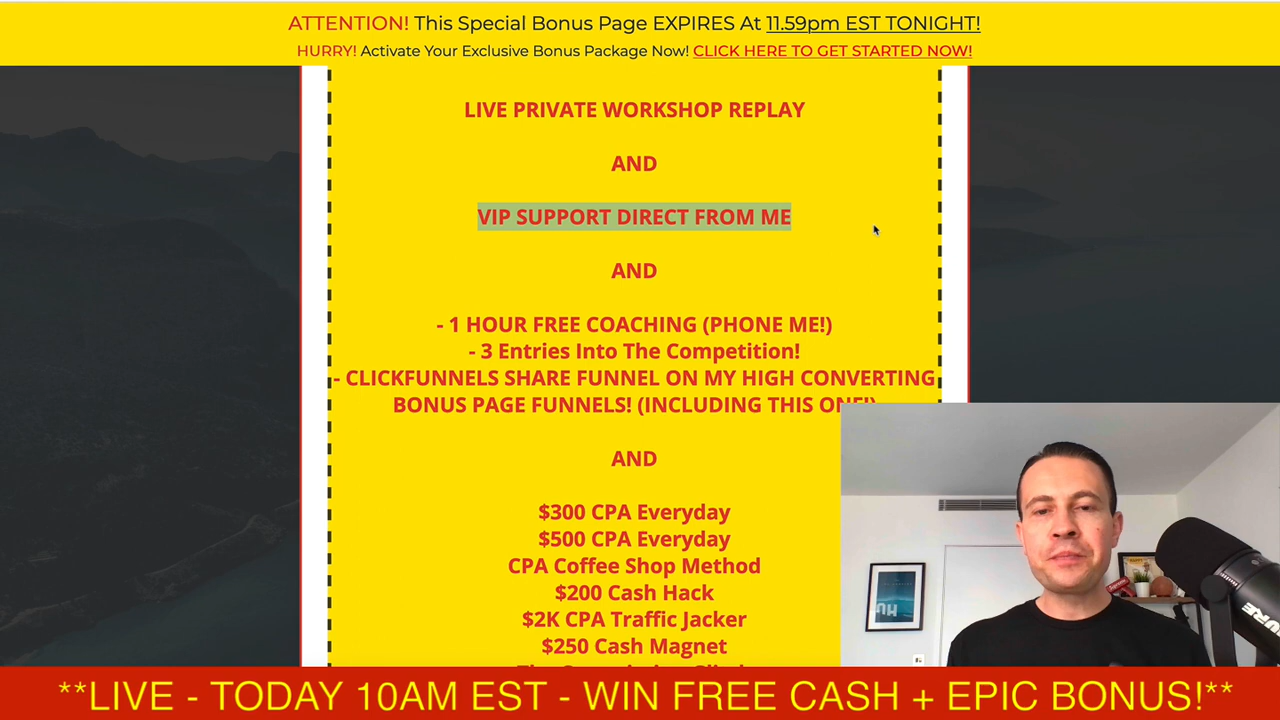 ATTENTION! This Special Bonus Page EXPIRES At 11.59pm EST TONIGHT!
HURRY! Activate Your Exclusive Bonus Package Now! CLICK HERE TO GET STARTED NOW!
LIVE PRIVATE WORKSHOP REPLAY
AND
VIP SUPPORT DIRECT FROM ME
AND
- 1 HOUR FREE COACHING (PHONE ME!)
- 3 Entries Into The Competition!
- CLICKFUNNELS SHARE FUNNEL ON MY HIGH CONVERTING
BONUS PAGE FUNNELS! (INCLUDING THIS ONE!)
AND
$300 CPA Everyday
$500 CPA Everyday
CPA Coffee Shop Method
$200 Cash Hack
$2K CPA Traffic Jacker
$250 Cash Magnet
**LIVE - TODAY 10AM EST - WIN FREE CASH + EPIC BONUS!**